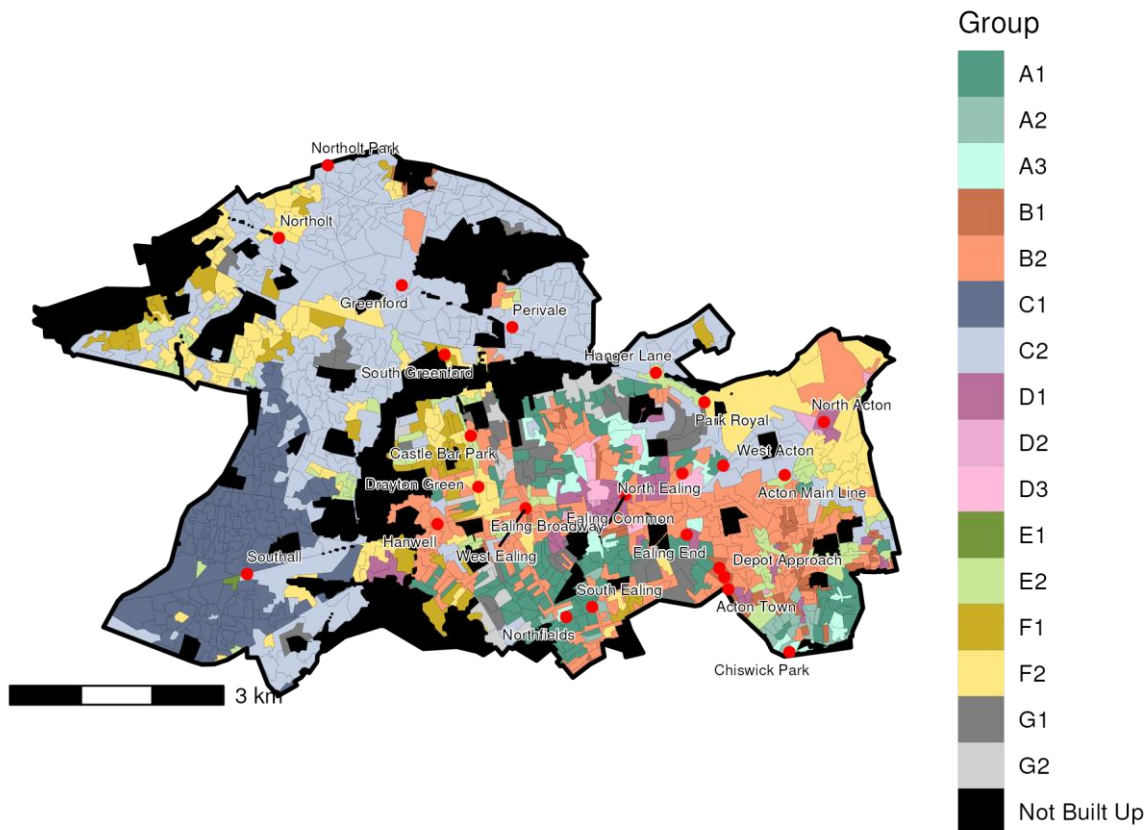 Group
A1
A2
A3
B1
B2
C1
C2
D1
D2
D3
E1
E2
F1
F2
G1
G2
Not Built Up
Northolt Park
Northolt
Greenford
Perivale
South Greenford
Hanger Lane
Park Royal
North Acton
Castle Bar Park
West Acton
Drayton Green
North Ealing
Acton Main Line
Ealing Broadway
Ealing Common
Hanwell
West Ealing
Ealing End
Depot Approach
Southall
South Ealing
Acton Town
Northfields
Chiswick Park
3 km